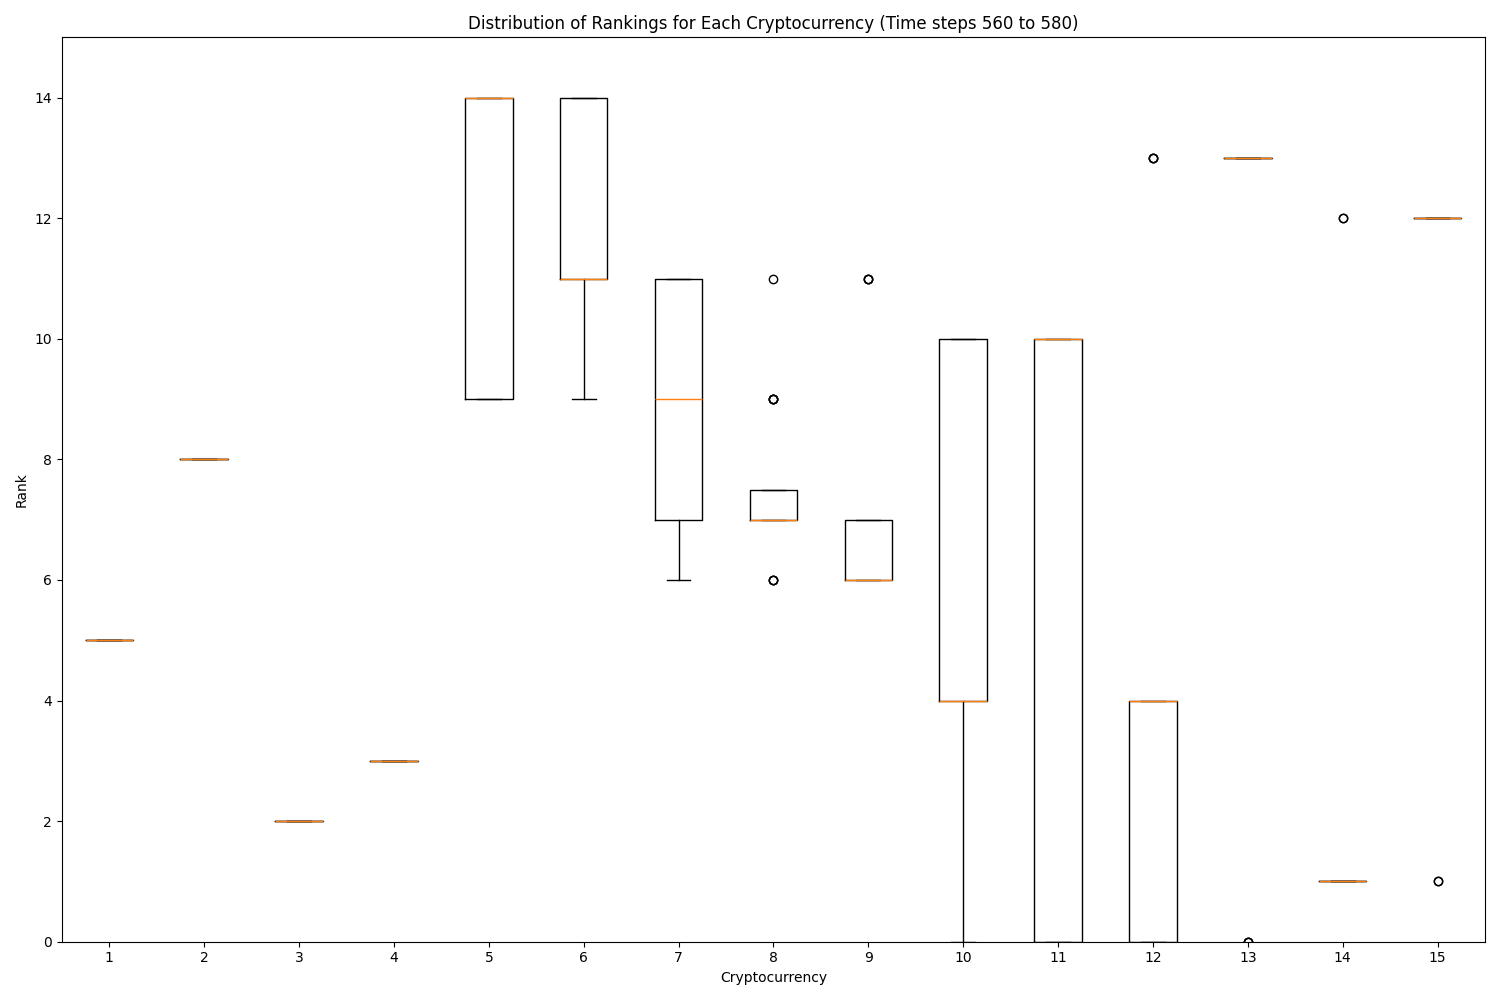 Distribution of Rankings for Each Cryptocurrency (Time steps 560 to 580)
Rank
14
12
10
8
6
4
2
0
1 2 3 4 5 6 7 8 9 10 11 12 13 14 15
Cryptocurrency